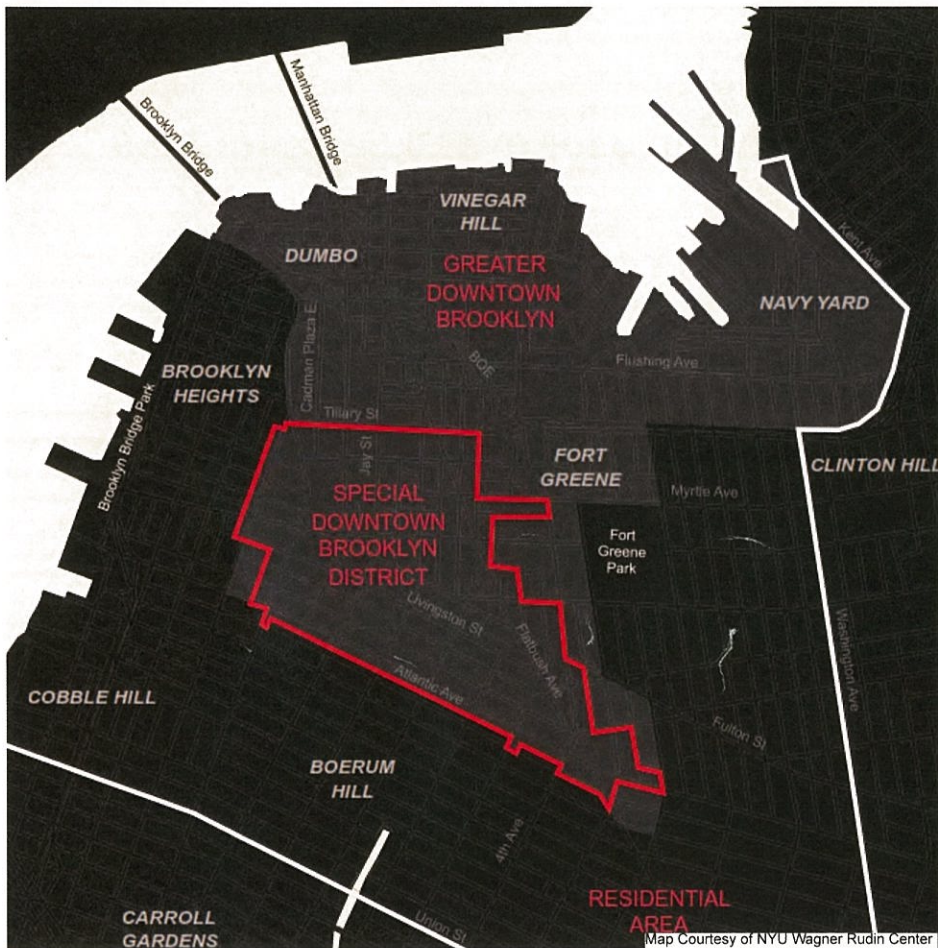 Brooklyn Bridge
Manhattan Bridge
VINEGAR
HILL
DUMBO
GREATER
DOWNTOWN
BROOKLYN
Kent Ave
NAVY YARD
Cadman Plaza E
BQE
Flushing Ave
BROOKLYN
HEIGHTS
Brooklyn Bridge Park
Tillary St
Jay St
FORT
GREENE
CLINTON HILL
Myrtle Ave
SPECIAL
DOWNTOWN
BROOKLYN
DISTRICT
Fort
Greene
Park
Livingston St
Flatbush Ave
Washington Ave
Atlantic Ave
COBBLE HILL
Fulton St
BOERUM
HILL
4th Ave
RESIDENTIAL
AREA
CARROLL
GARDENS
Union St
Map Courtesy of NYU Wagner Rudin Center